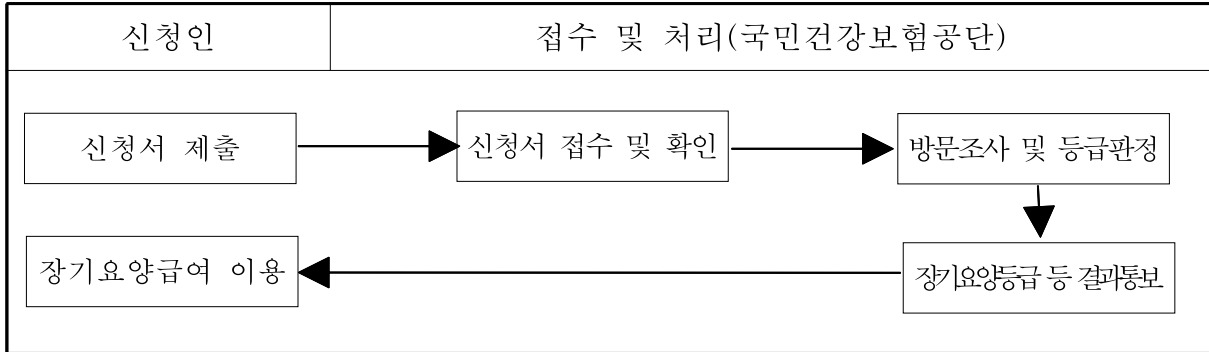 신청인
접수 및 처리(국민건강보험공단)
신청서 제출
신청서 접수 및 확인
방문조사 및 등급판정
장기요양급여 이용
장기요양등급 등 결과통보